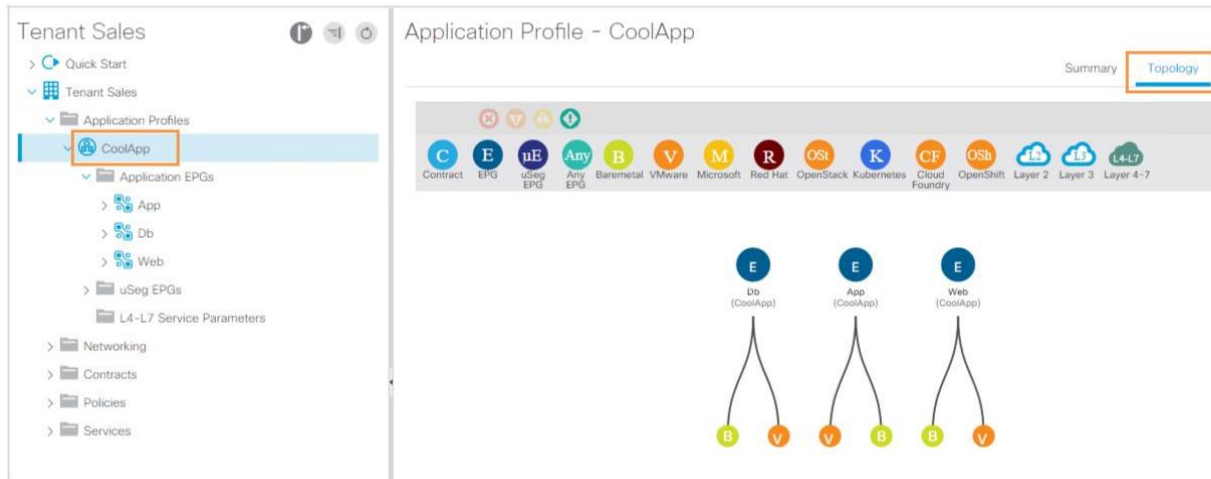 Tenant Sales
Quick Start
Tenant Sales
Application Profiles
CoolApp
Application EPGs
App
Db
Web
uSeg EPGs
L4-L7 Service Parameters
Networking
Contracts
Policies
Services
Application Profile - CoolApp
Summary
Topology
C E µE Any B V M R OSt K CF OSh L2 L3 L4-L7
Contract EPG uSeg EPG Any EPG Baremetal VMware Microsoft Red Hat OpenStack Kubernetes Cloud Foundry OpenShift Layer 2 Layer 3 Layer 4-7
E E E
Db App Web
(CoolApp) (CoolApp) (CoolApp)
B V V B B V